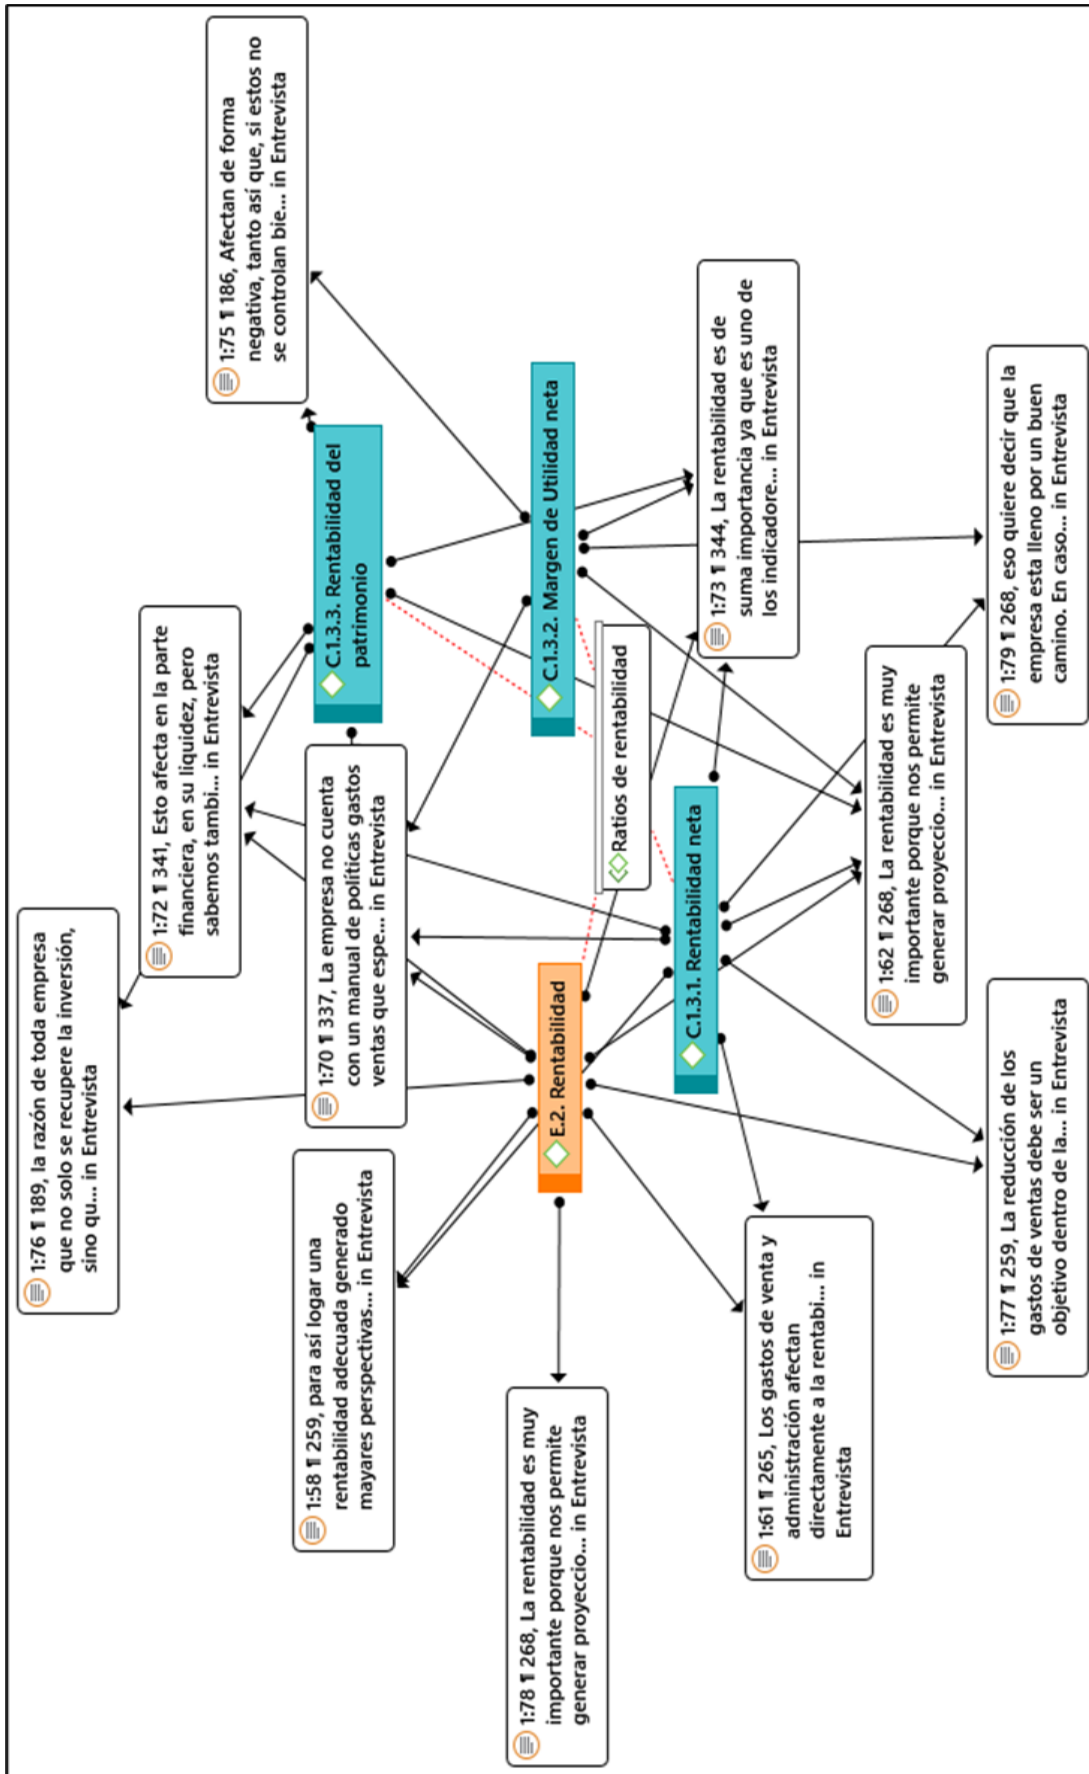 1:76 ¶ 189, la razón de toda empresa
que no solo se recupere la inversión,
sino qu... in Entrevista
1:72 ¶ 341, Esto afecta en la parte
financiera, en su liquidez, pero
sabemos tambi... in Entrevista
1:75 ¶ 186, Afectan de forma
negativa, tanto así que, si estos no
se controlan bie... in Entrevista
1:58 ¶ 259, para así logar una
rentabilidad adecuada generado
mayares perspectivas... in Entrevista
1:70 ¶ 337, La empresa no cuenta
con un manual de políticas gastos
ventas que espe... in Entrevista
C.1.3.3. Rentabilidad del
patrimonio
1:78 ¶ 268, La rentabilidad es muy
importante porque nos permite
generar proyeccio... in Entrevista
E.2. Rentabilidad
C.1.3.2. Margen de Utilidad neta
Ratios de rentabilidad
C.1.3.1. Rentabilidad neta
1:73 ¶ 344, La rentabilidad es de
suma importancia ya que es uno de
los indicadore... in Entrevista
1:61 ¶ 265, Los gastos de venta y
administración afectan
directamente a la rentabi... in
Entrevista
1:62 ¶ 268, La rentabilidad es muy
importante porque nos permite
generar proyeccio... in Entrevista
1:77 ¶ 259, La reducción de los
gastos de ventas debe ser un
objetivo dentro de la... in Entrevista
1:79 ¶ 268, eso quiere decir que la
empresa esta lleno por un buen
camino. En caso... in Entrevista